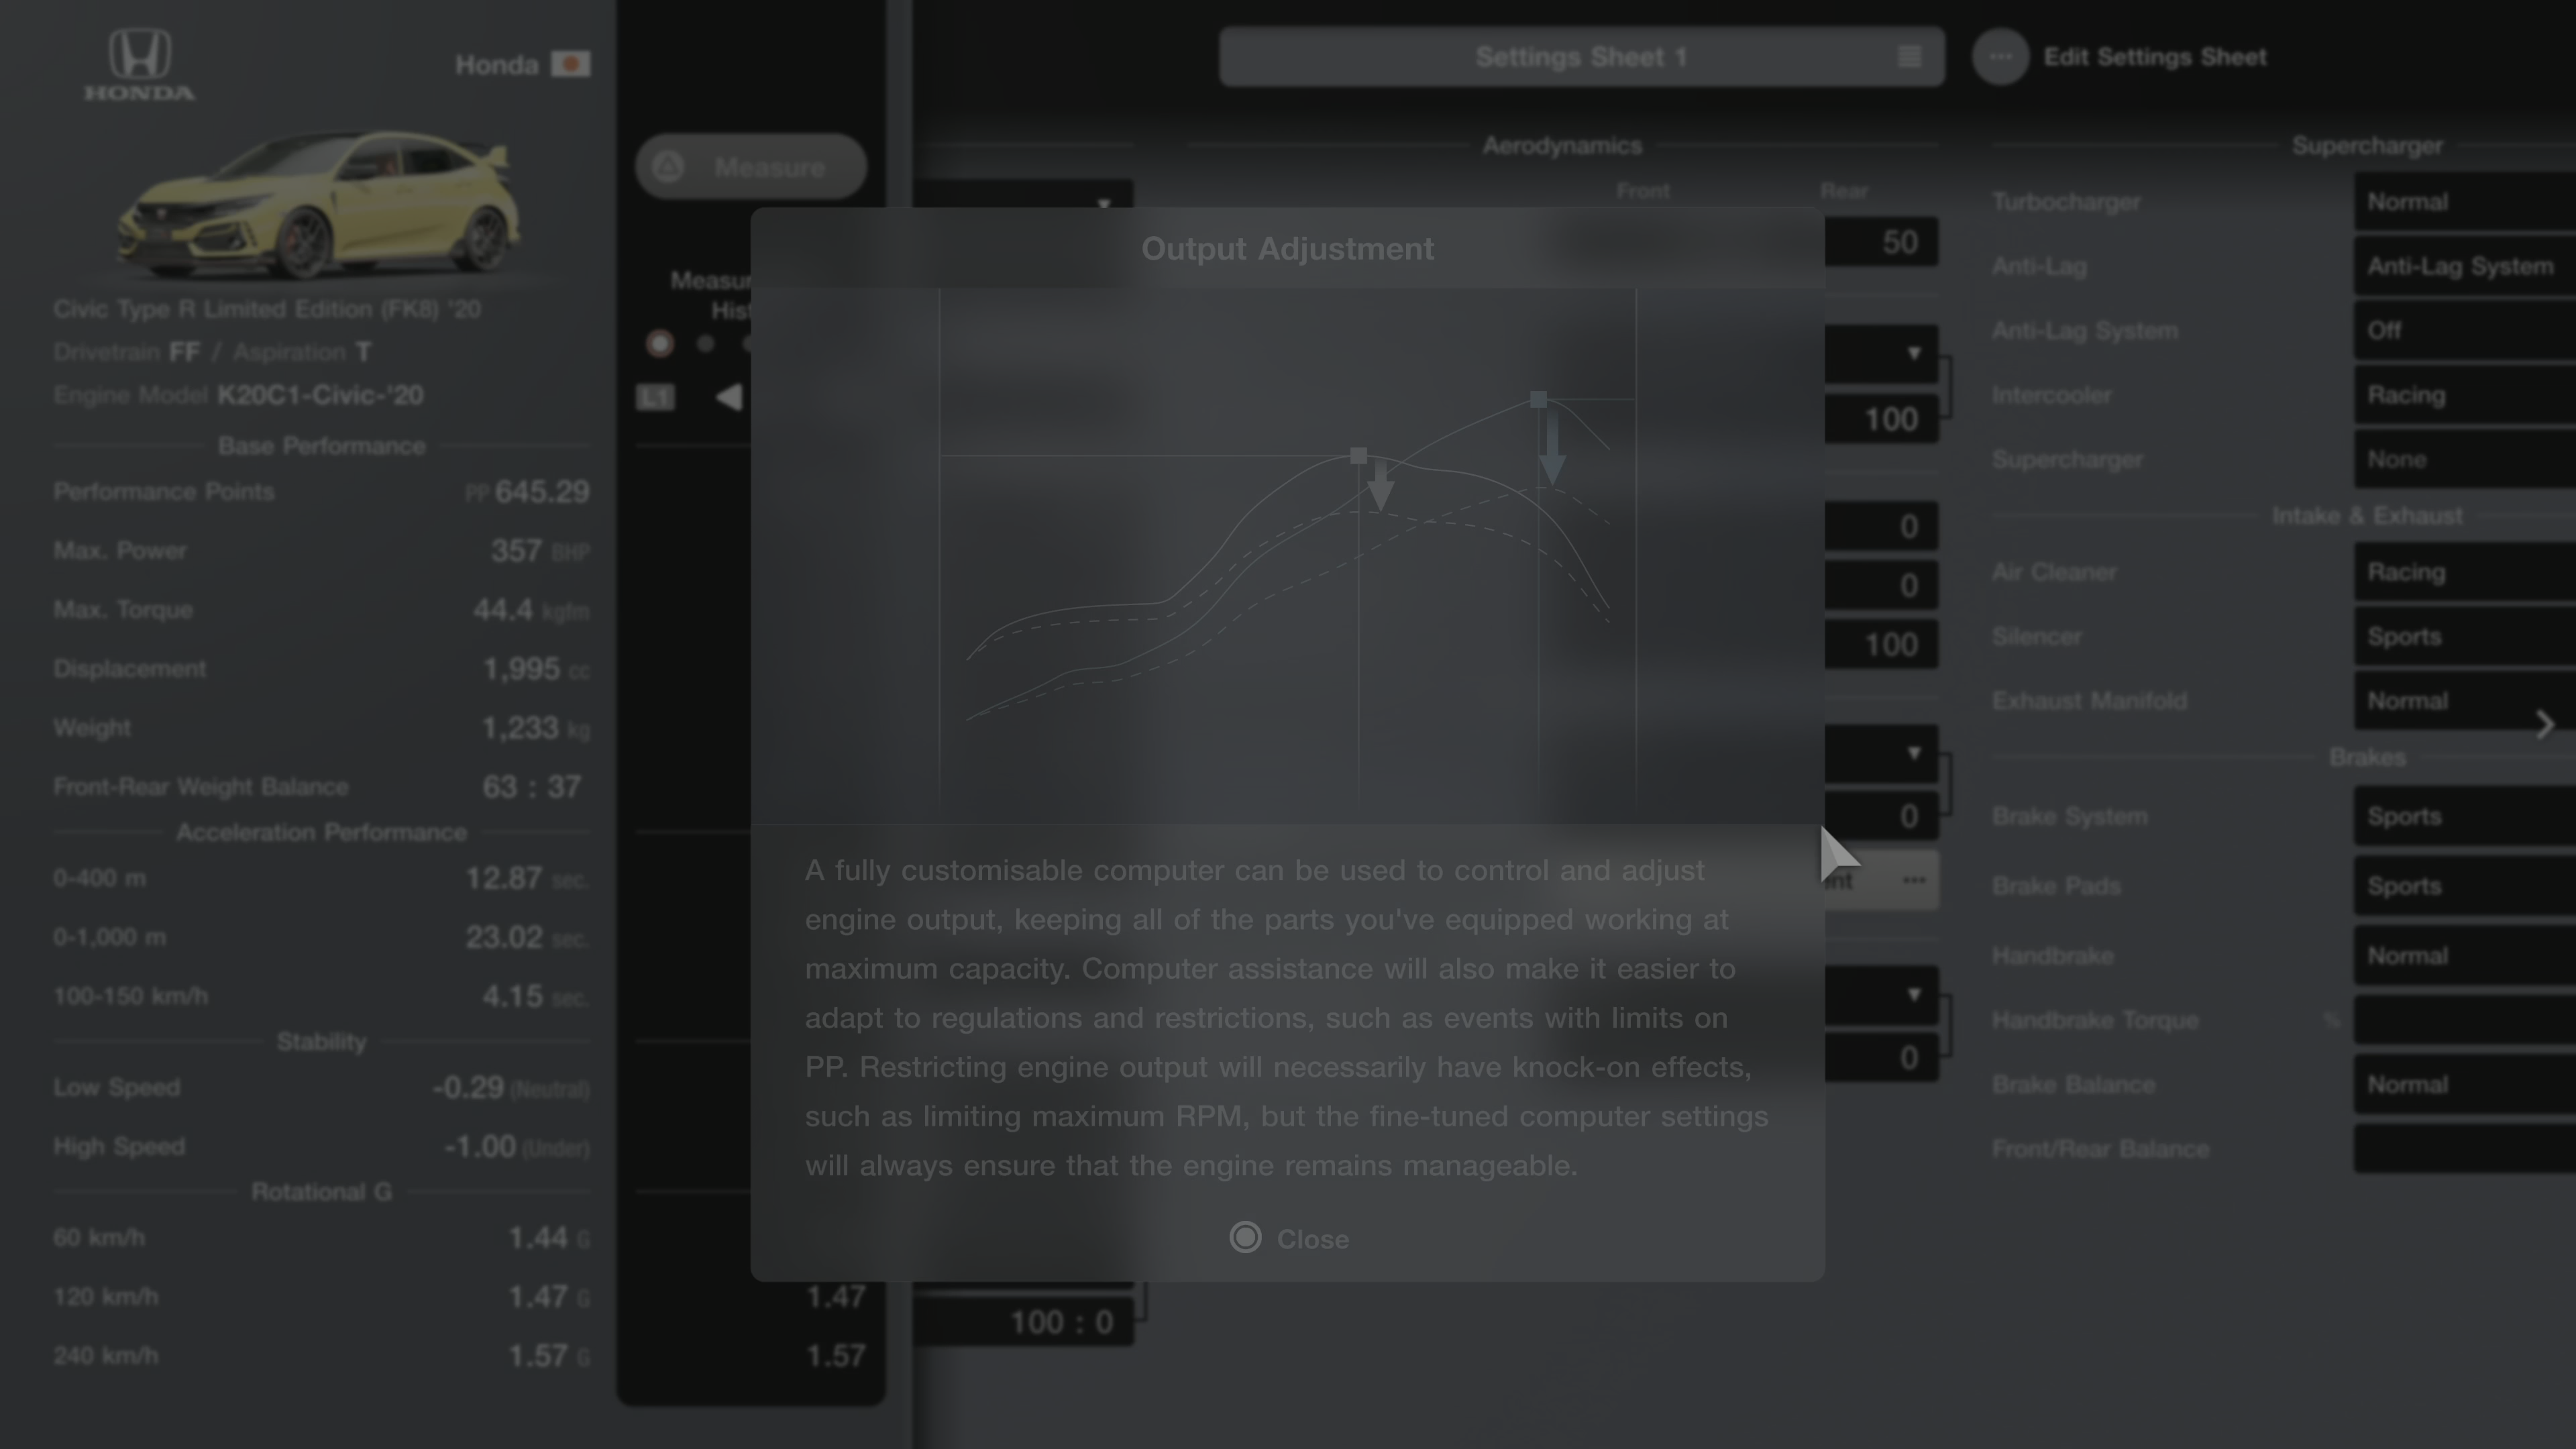 HONDA
Honda
Civic Type R Limited Edition (FK8) '20
Drivetrain FF / Aspiration T
Engine Model K20C1-Civic-'20
Base Performance
Performance Points PP 645.29
Max. Power 357 BHP
Max. Torque 44.4 kgfm
Displacement 1,995 cc
Weight 1,233 kg
Front-Rear Weight Balance 63 : 37
Acceleration Performance
0-400 m 12.87 sec.
0-1,000 m 23.02 sec.
100-150 km/h 4.15 sec.
Stability
Low Speed -0.29 (Neutral)
High Speed -1.00 (Under)
Rotational G
60 km/h 1.44 G
120 km/h 1.47 G
240 km/h 1.57 G
Measure
L1
1.47
1.57
100 : 0
Settings Sheet 1
Edit Settings Sheet
Output Adjustment
A fully customisable computer can be used to control and adjust
engine output, keeping all of the parts you've equipped working at
maximum capacity. Computer assistance will also make it easier to
adapt to regulations and restrictions, such as events with limits on
PP. Restricting engine output will necessarily have knock-on effects,
such as limiting maximum RPM, but the fine-tuned computer settings
will always ensure that the engine remains manageable.
Close
Aerodynamics
Front Rear
50
100
0
0
100
0
0
Supercharger
Turbocharger Normal
Anti-Lag Anti-Lag System
Anti-Lag System Off
Intercooler Racing
Supercharger None
Intake & Exhaust
Air Cleaner Racing
Silencer Sports
Exhaust Manifold Normal
Brakes
Brake System Sports
Brake Pads Sports
Handbrake Normal
Handbrake Torque %
Brake Balance Normal
Front/Rear Balance